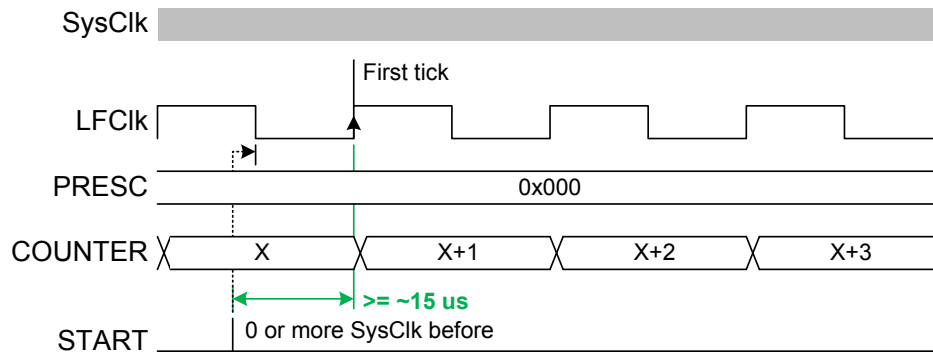 SysClk
First tick
LFClk
PRESC
0x000
COUNTER
X
X+1
X+2
X+3
>= ~15 us
0 or more SysClk before
START